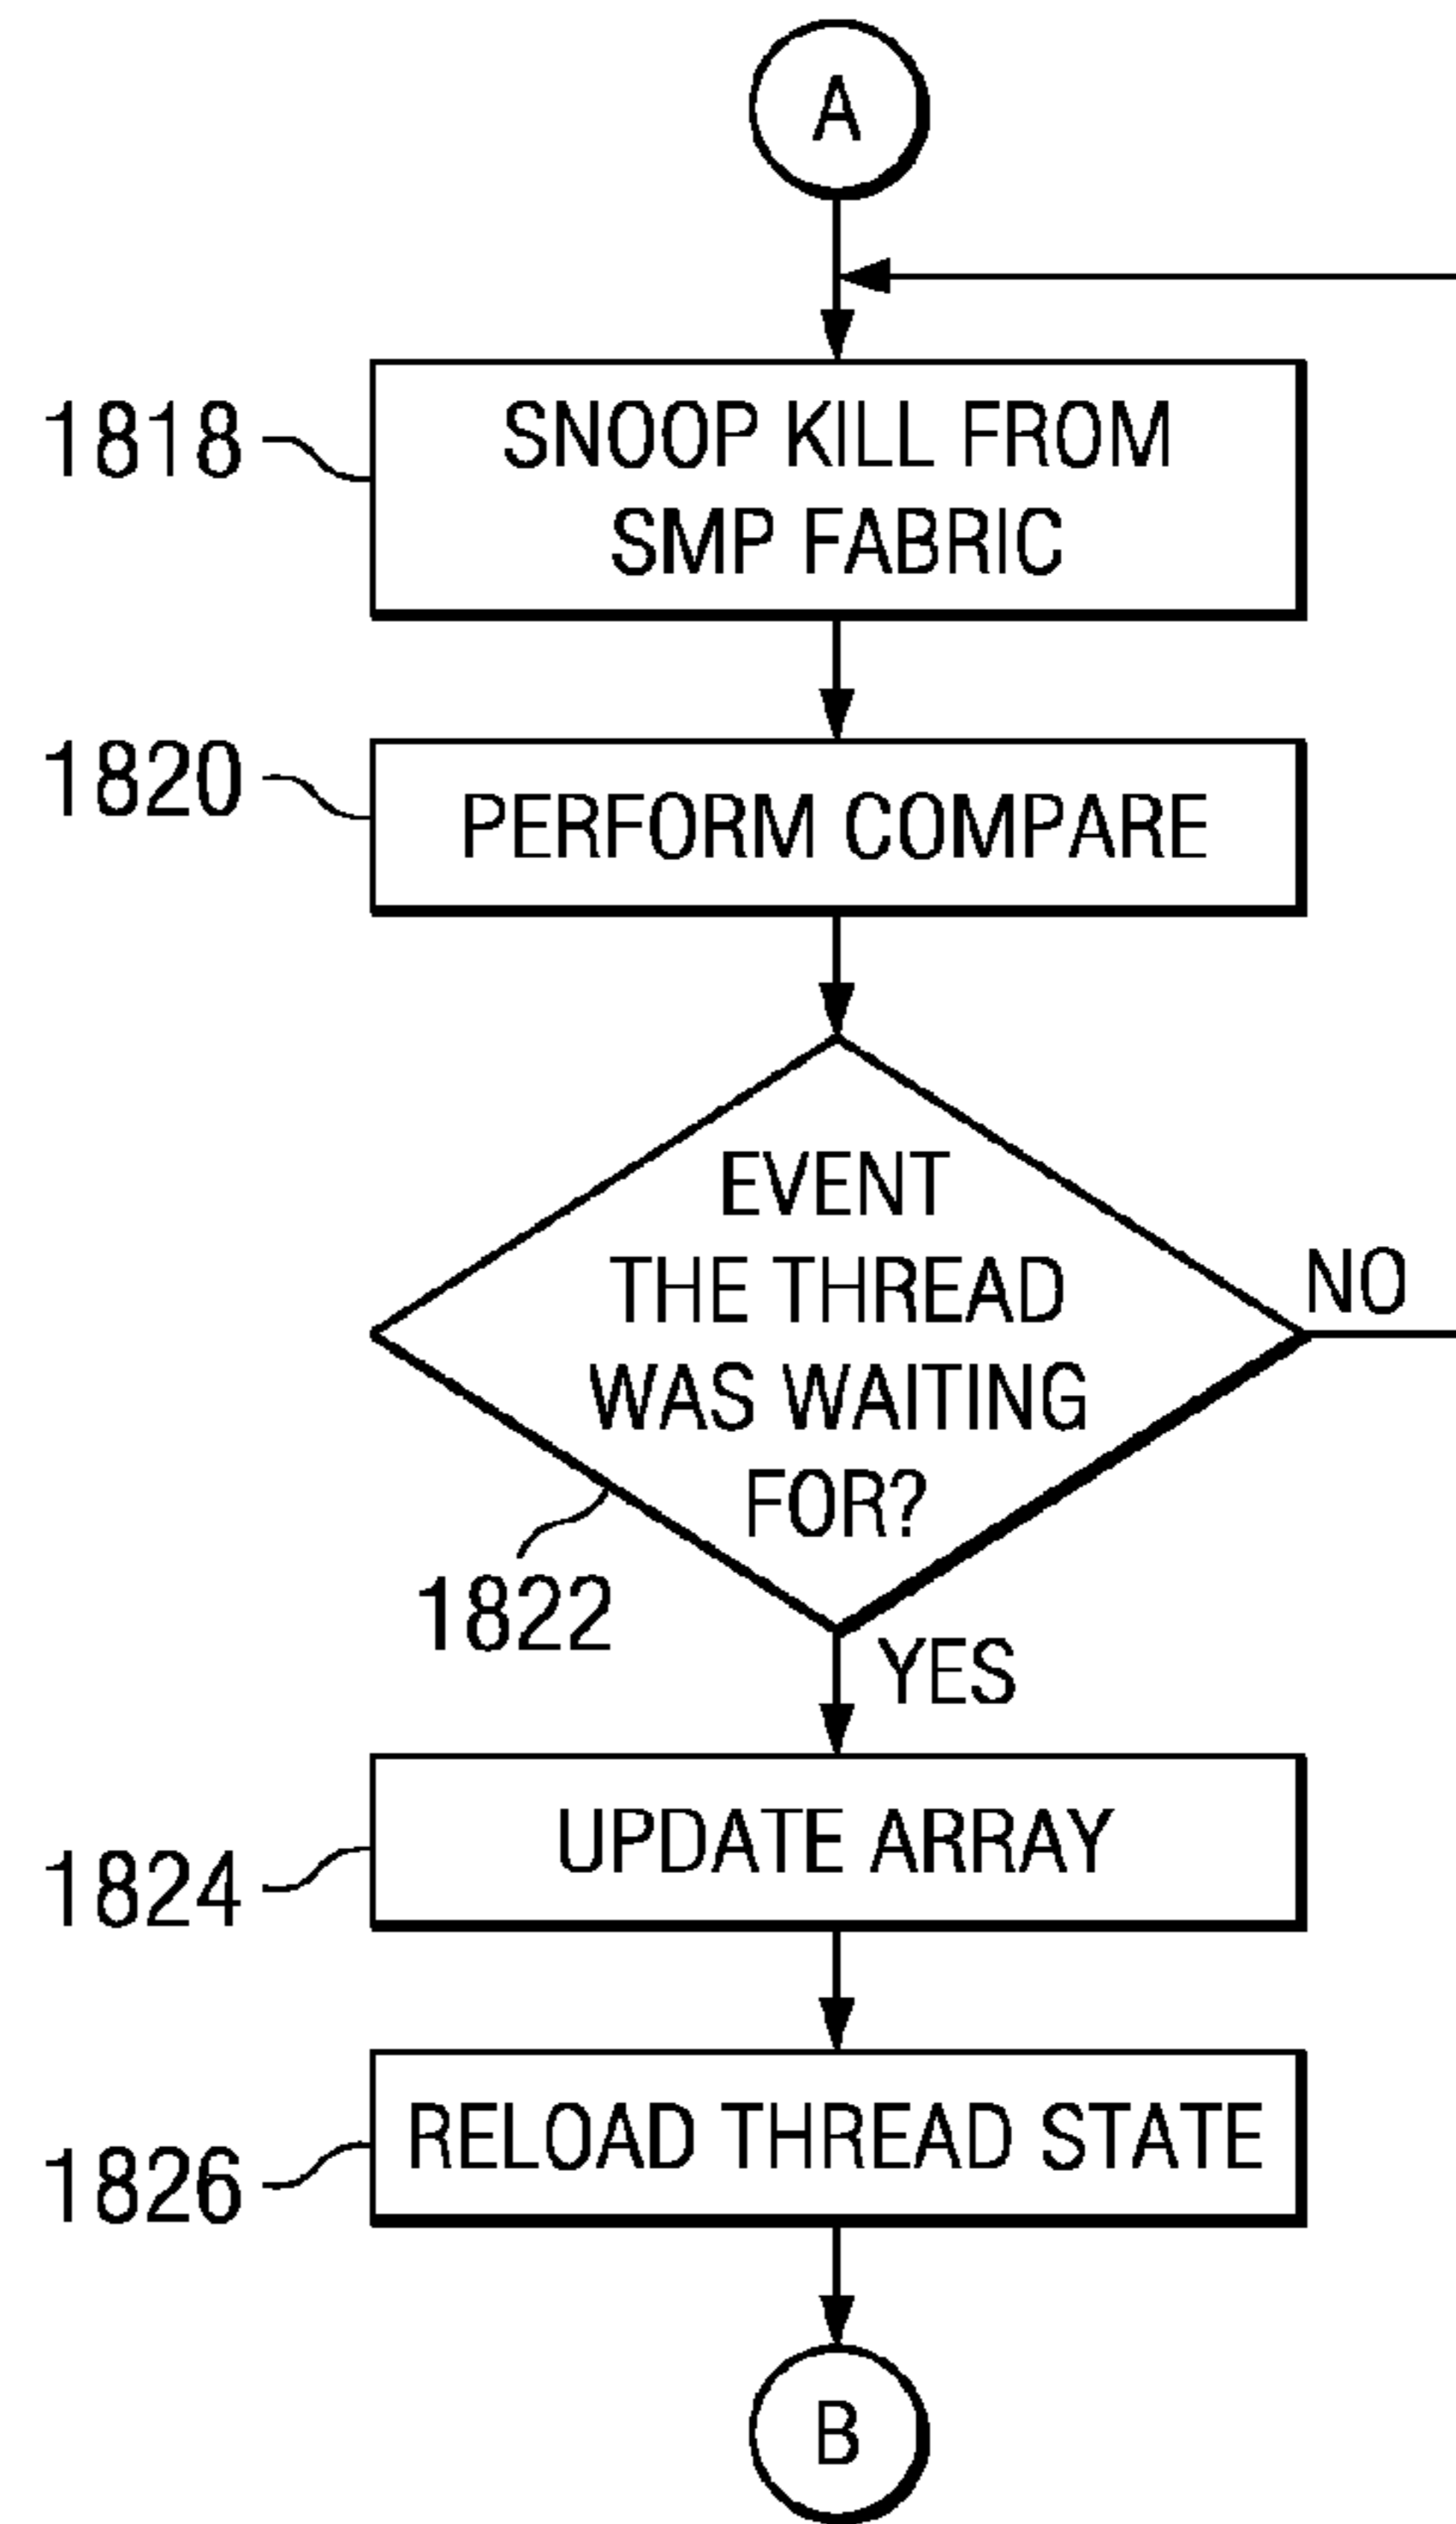 A
1818
SNOOP KILL FROM
SMP FABRIC
1820
PERFORM COMPARE
EVENT
THE THREAD
WAS WAITING
FOR?
NO
1822
YES
1824
UPDATE ARRAY
1826
RELOAD THREAD STATE
B